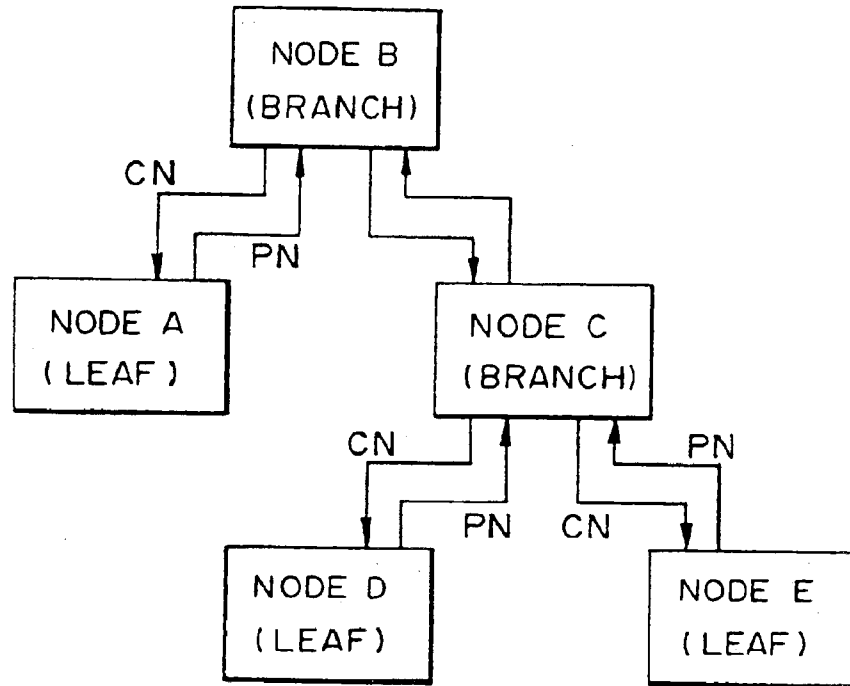 NODE B
(BRANCH)
CN
PN
NODE A
(LEAF)
NODE C
(BRANCH)
CN
PN
CN
PN
NODE D
(LEAF)
NODE E
(LEAF)